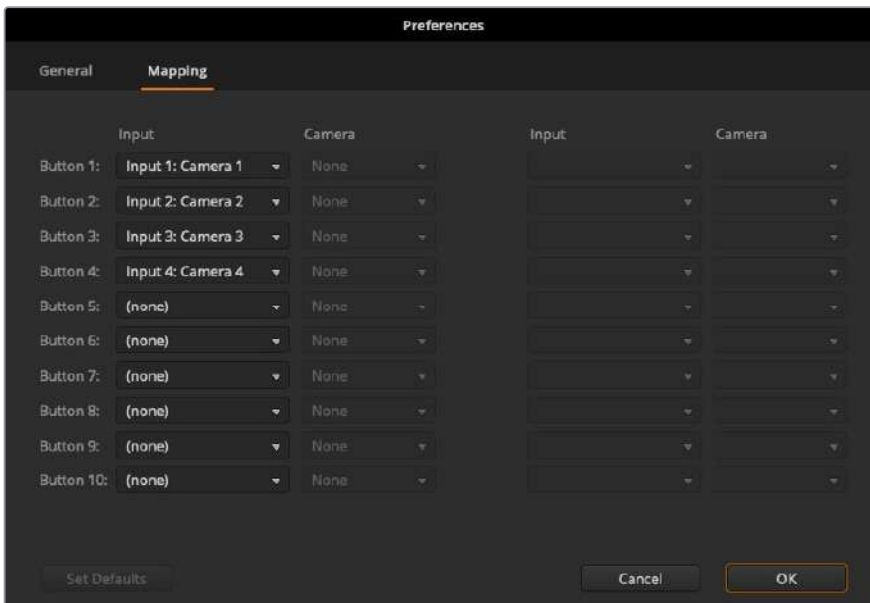 Preferences
General Mapping
Input Camera Input Camera
Button 1: Input 1: Camera 1 None
Button 2: Input 2: Camera 2 None
Button 3: Input 3: Camera 3 None
Button 4: Input 4: Camera 4 None
Button 5: (none) None
Button 6: (none) None
Button 7: (none) None
Button 8: (none) None
Button 9: (none) None
Button 10: (none) None
Set Defaults Cancel OK